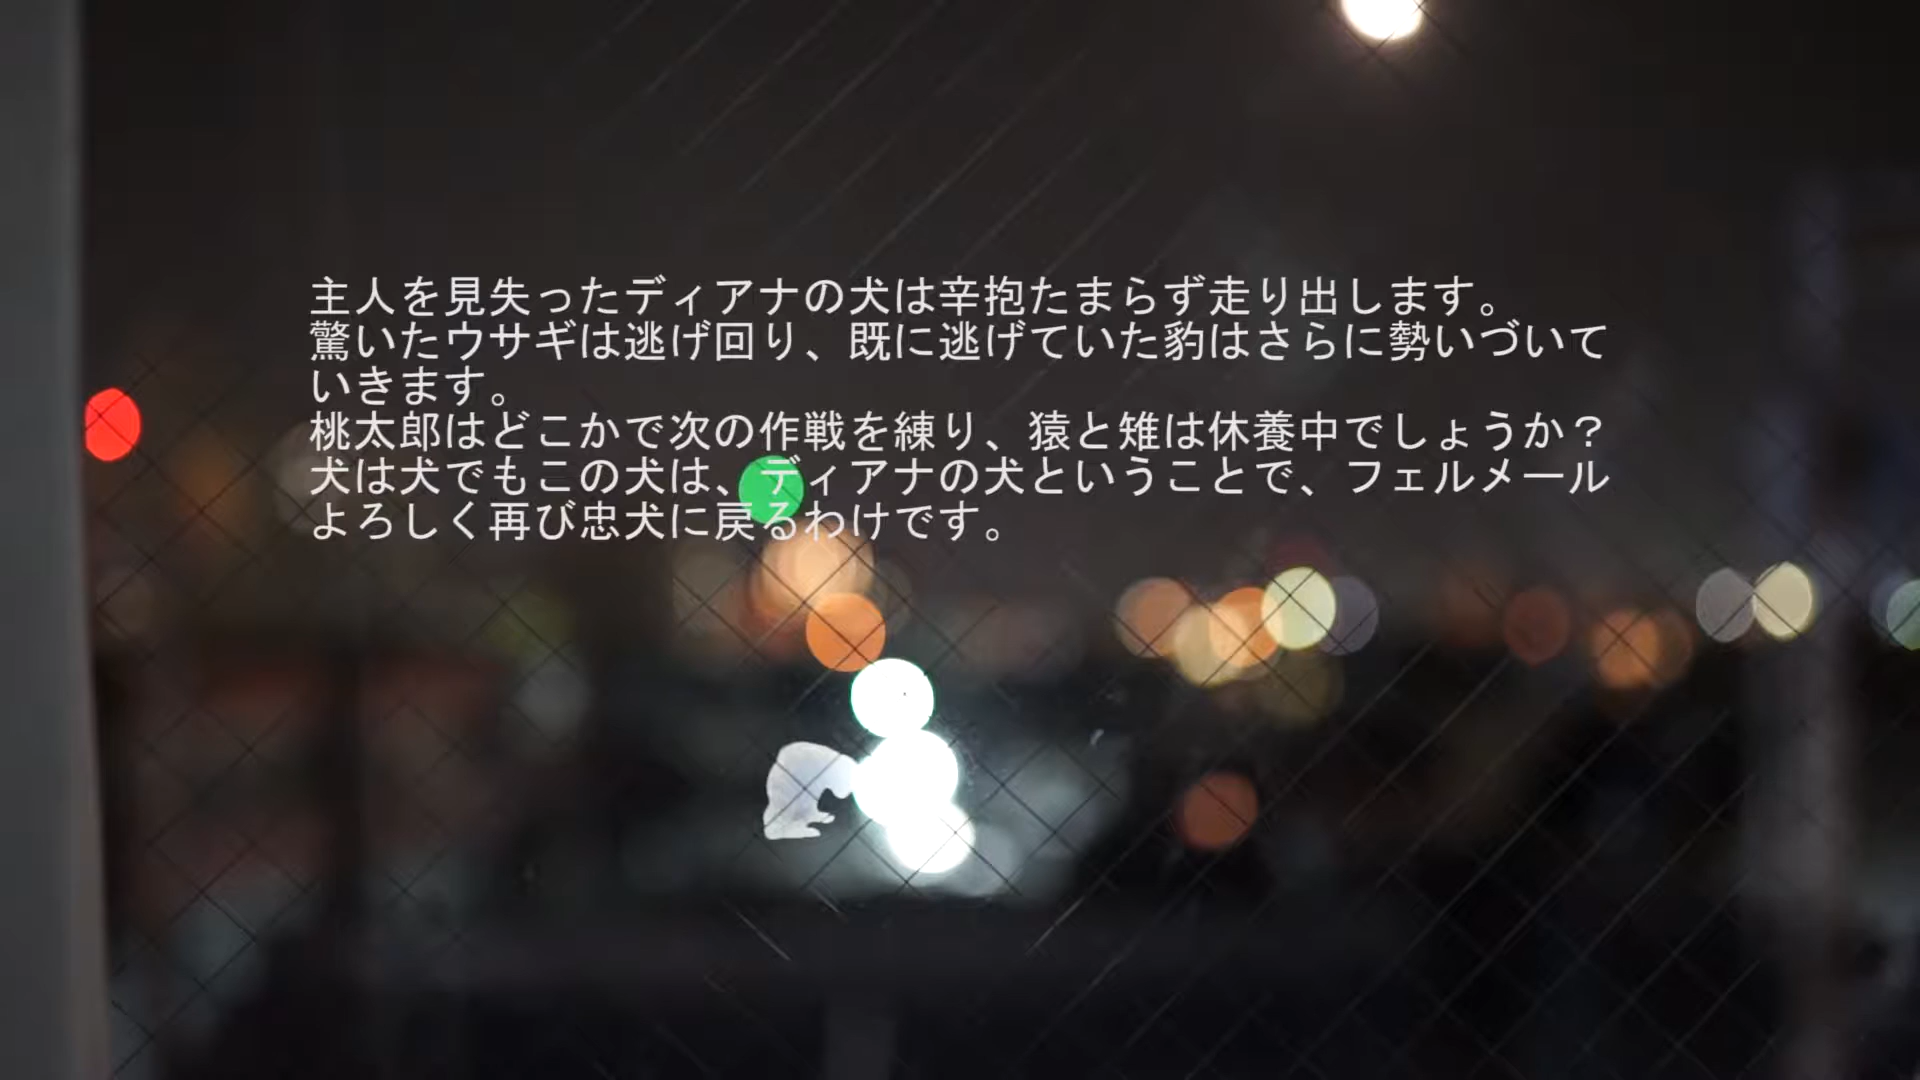 主人を見失ったディアナの犬は辛抱たまらず走り出します。
驚いたウサギは逃げ回り、既に逃げていた豹はさらに勢いづいて
いきます。
桃太郎はどこかで次の作戦を練り、猿と雉は休養中でしょうか？
犬は犬でもこの犬は、ディアナの犬ということで、フェルメール
よろしく再び忠犬に戻るわけです。